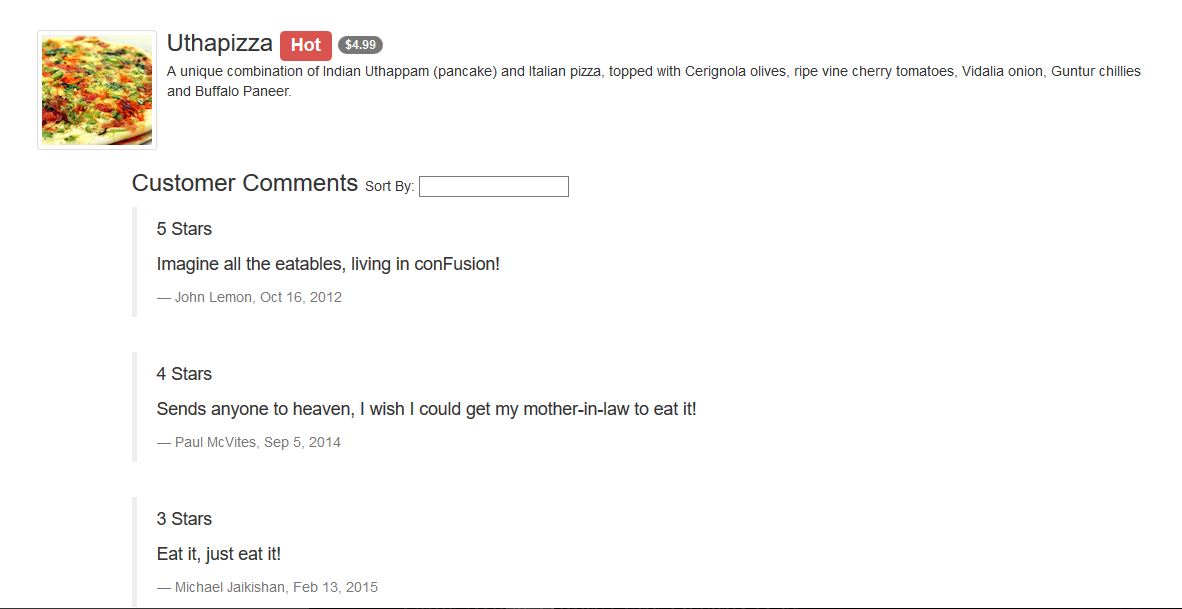 Uthapizza Hot $4.99
A unique combination of Indian Uthappam (pancake) and Italian pizza, topped with Cerignola olives, ripe vine cherry tomatoes, Vidalia onion, Guntur chillies
and Buffalo Paneer.
Customer Comments Sort By:
5 Stars
Imagine all the eatables, living in conFusion!
— John Lemon, Oct 16, 2012
4 Stars
Sends anyone to heaven, I wish I could get my mother-in-law to eat it!
— Paul McVites, Sep 5, 2014
3 Stars
Eat it, just eat it!
— Michael Jaikishan, Feb 13, 2015